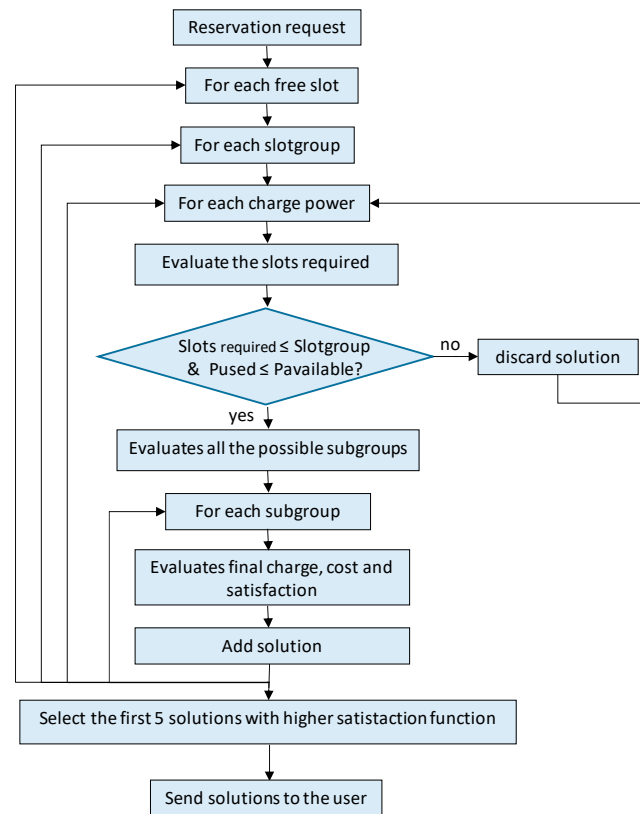 Reservation request
For each free slot
For each slotgroup
For each charge power
Evaluate the slots required
Slots required ≤ Slotgroup
& Pused ≤ Pavailable?
no
discard solution
yes
Evaluates all the possible subgroups
For each subgroup
Evaluates final charge, cost and
satisfaction
Add solution
Select the first 5 solutions with higher satistaction function
Send solutions to the user